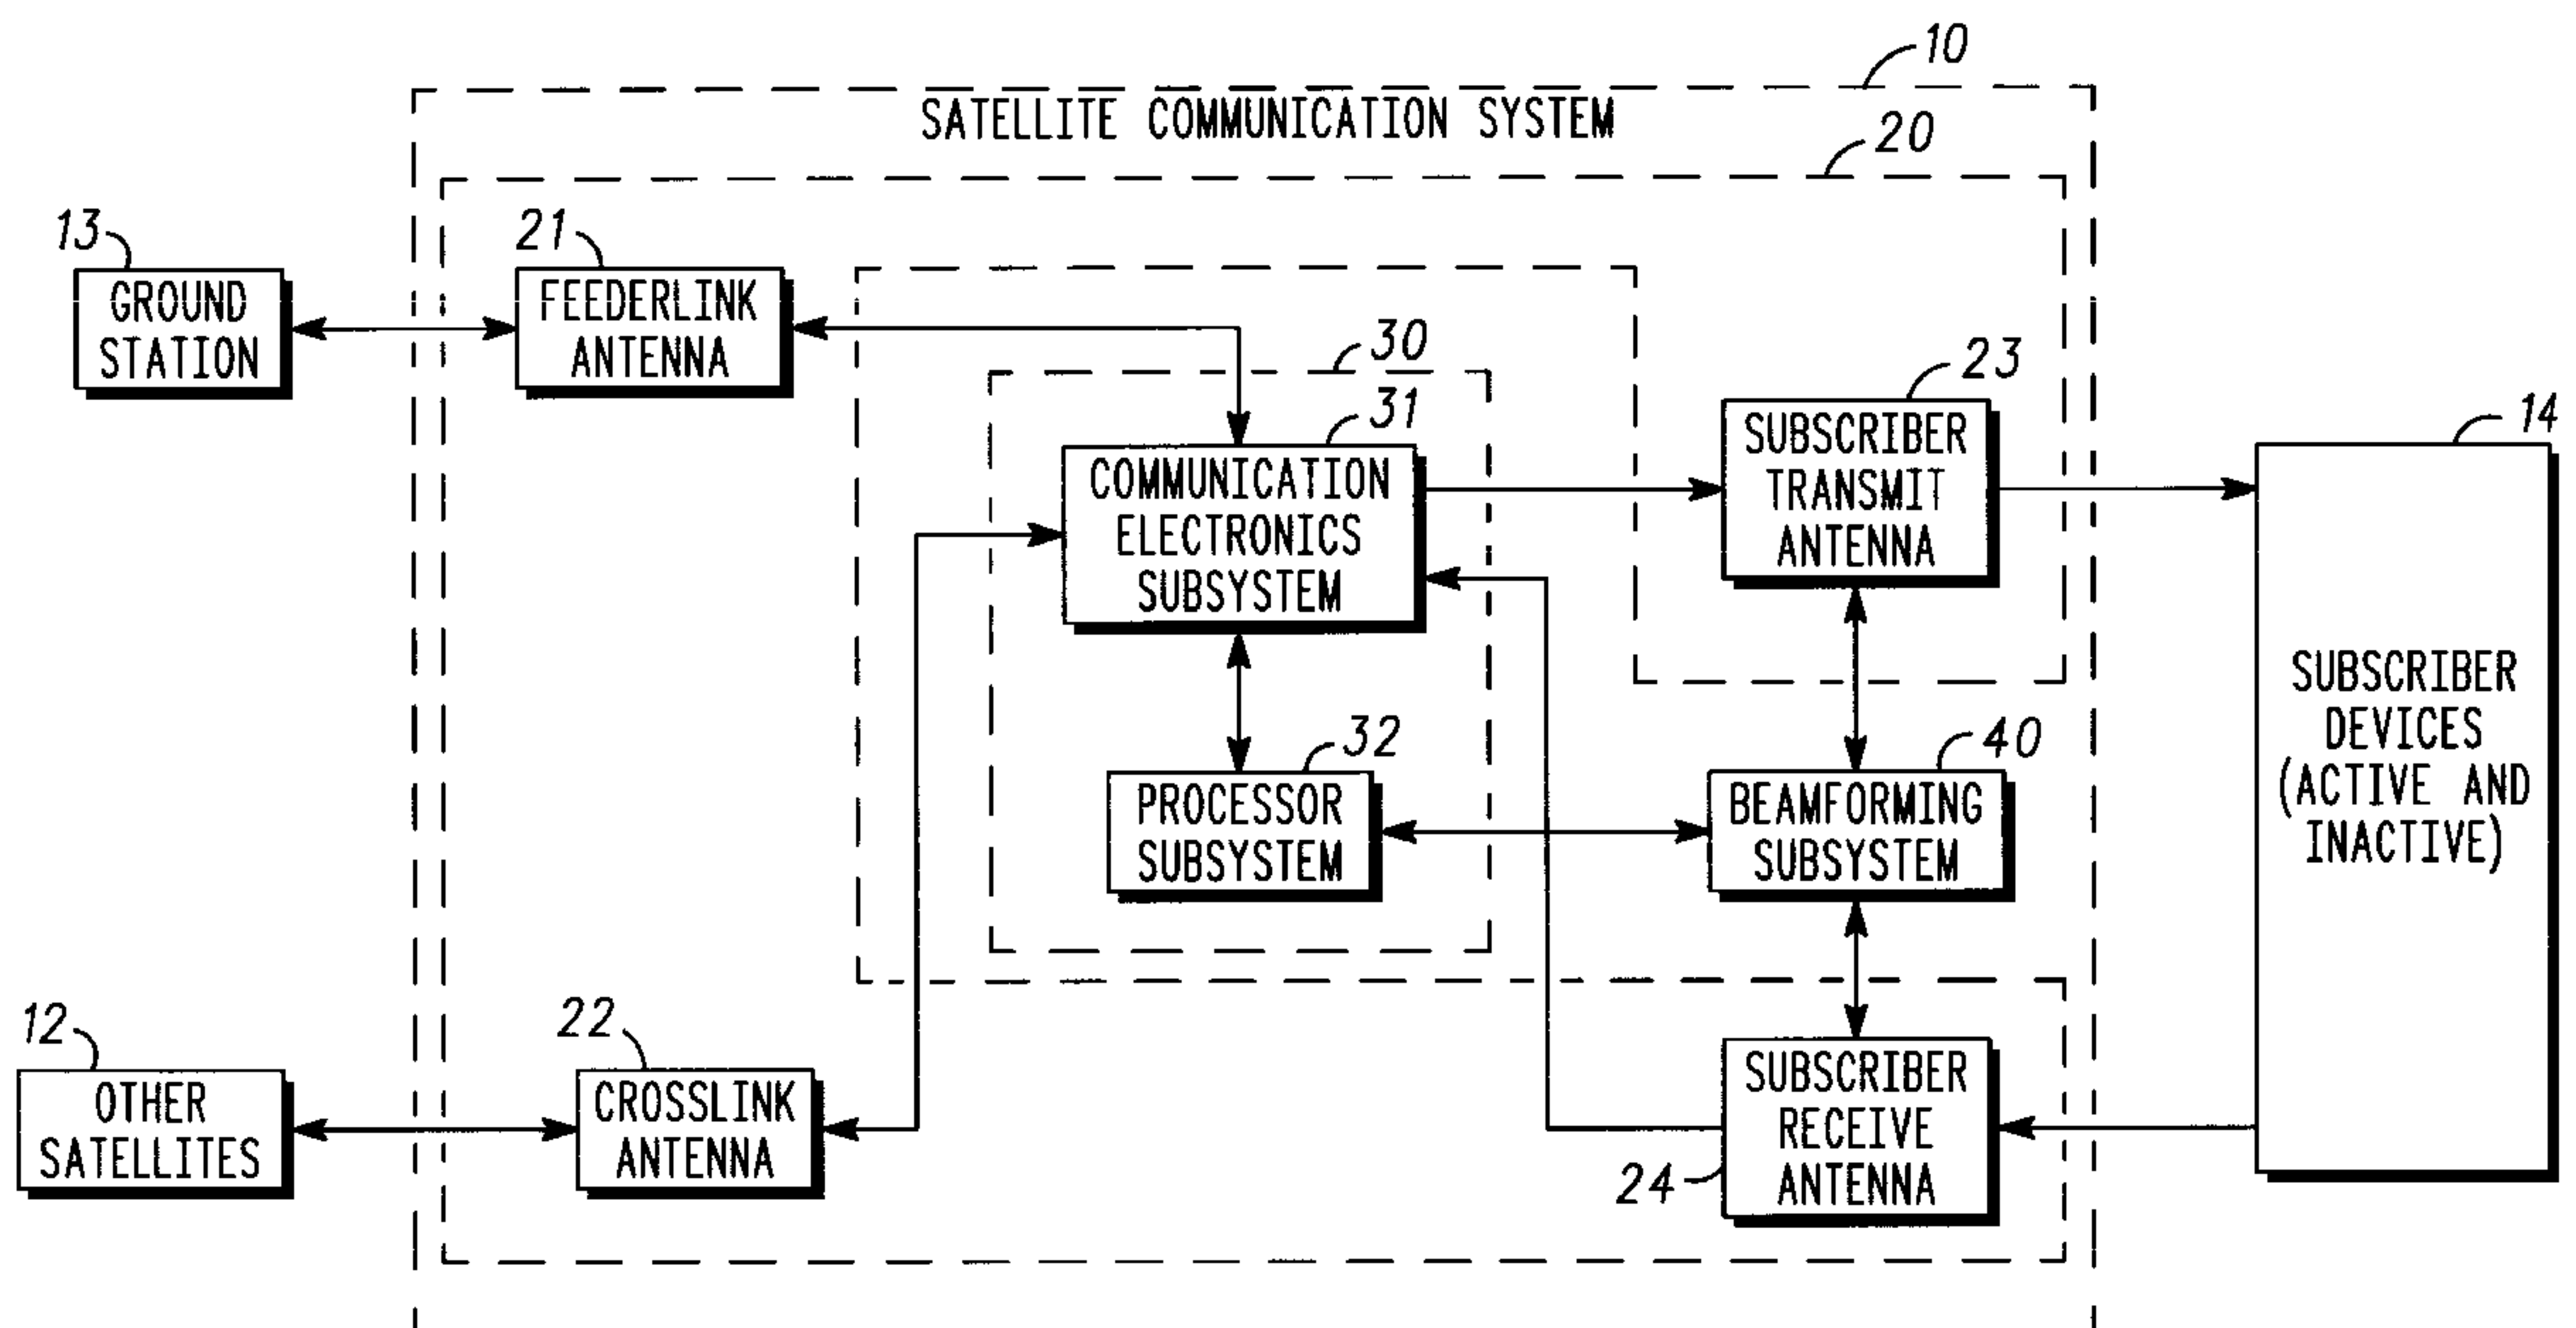 10
SATELLITE COMMUNICATION SYSTEM
20
13
GROUND
STATION
21
FEEDERLINK
ANTENNA
30
31
COMMUNICATION
ELECTRONICS
SUBSYSTEM
23
SUBSCRIBER
TRANSMIT
ANTENNA
14
SUBSCRIBER
DEVICES
(ACTIVE AND
INACTIVE)
32
PROCESSOR
SUBSYSTEM
40
BEAMFORMING
SUBSYSTEM
12
OTHER
SATELLITES
22
CROSSLINK
ANTENNA
24
SUBSCRIBER
RECEIVE
ANTENNA